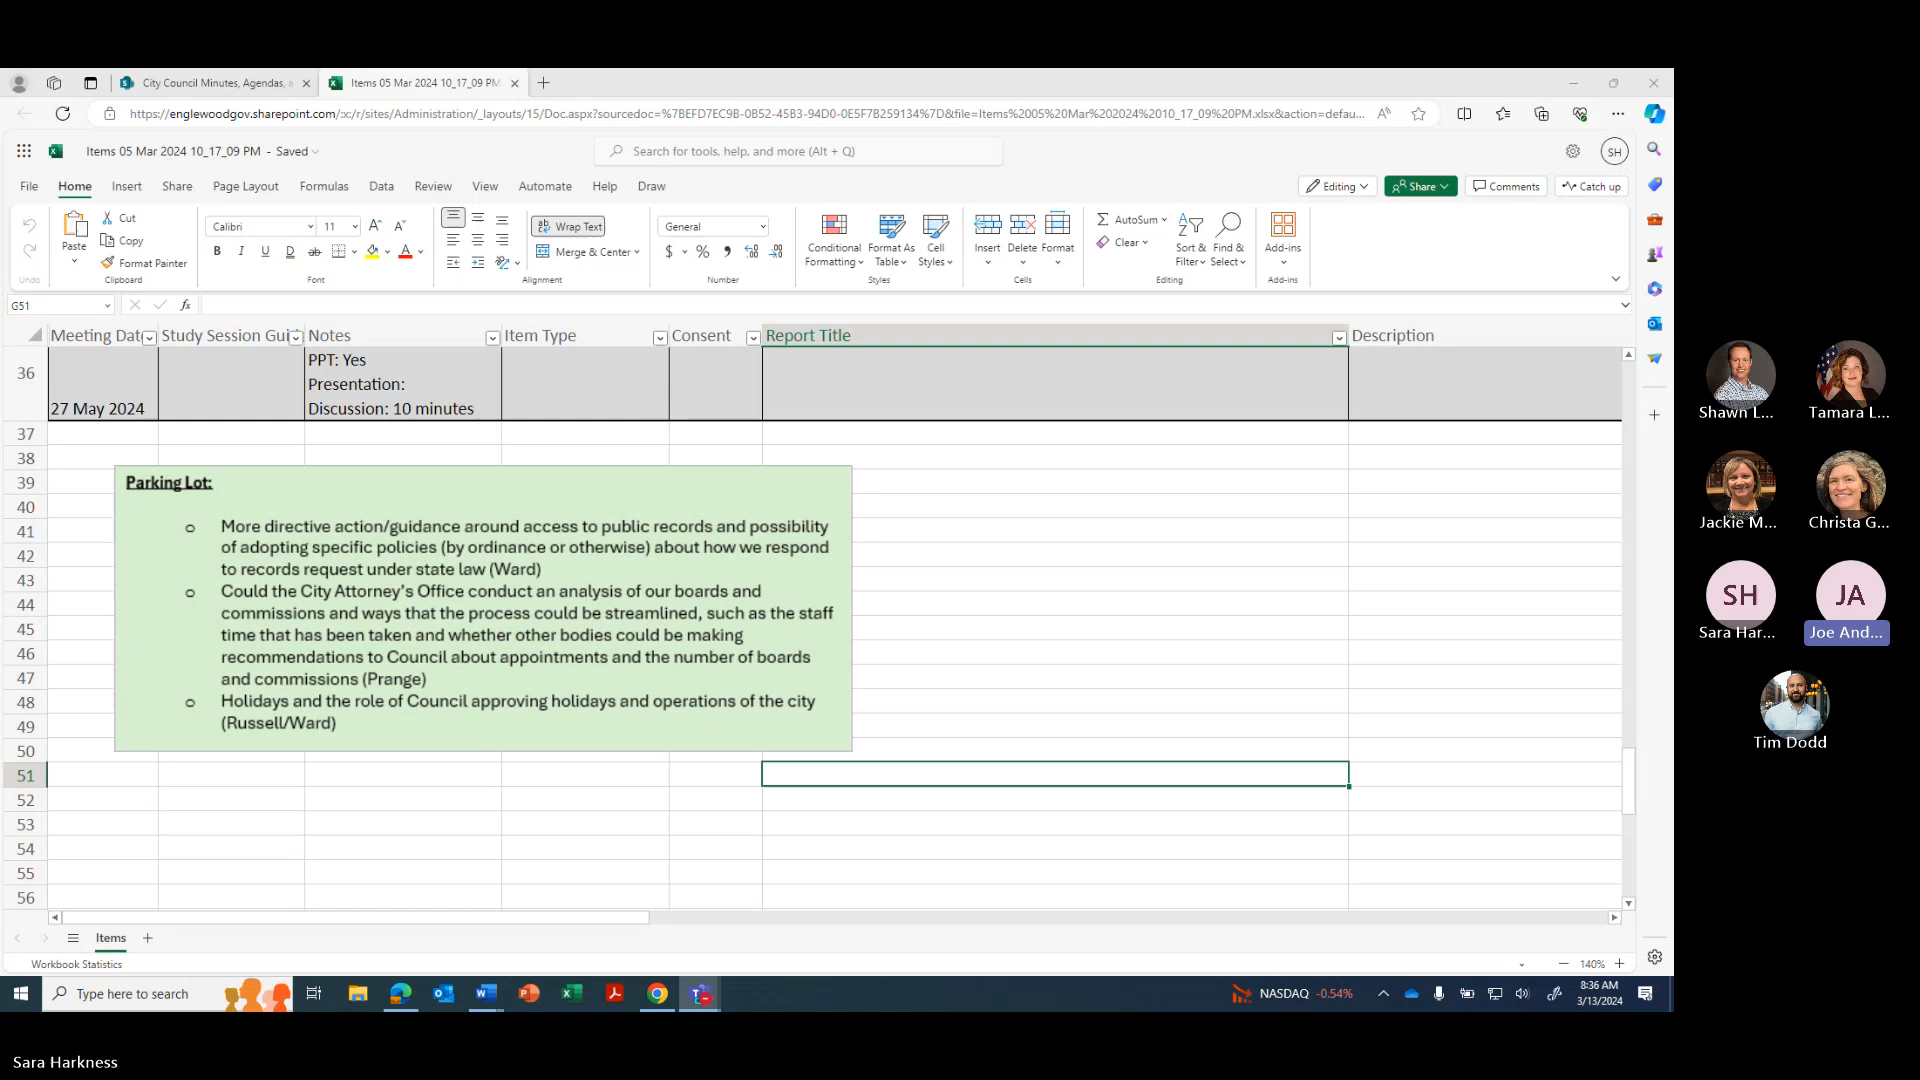 City Council Minutes, Agendas, a
Items 05 Mar 2024 10_17_09 PM
https://englewoodgov.sharepoint.com/:x:/r/sites/Administration/_layouts/15/Doc.aspx?sourcedoc=%7BEFD7EC9B-0B52-45B3-94D0-0E5F7B259134%7D&file=Items%2005%20Mar%202024%2010_17_09%20PM.xlsx&action=defau...
Items 05 Mar 2024 10_17_09 PM - Saved
Search for tools, help, and more (Alt + Q)
SH
File Home Insert Share Page Layout Formulas Data Review View Automate Help Draw
Editing Share Comments Catch up
Cut
Copy
Format Painter
Paste
Undo
Clipboard
Calibri 11
B I U D ab
Font
Wrap Text
Merge & Center
Alignment
General
$ %
Number
Conditional Formatting
Format As Table
Cell Styles
Styles
Insert Delete Format
Cells
AutoSum
Clear
Sort & Filter
Find & Select
Editing
Add-ins
Add-ins
G51
fx
Meeting Dat Study Session Gui Notes Item Type Consent Report Title Description
36
27 May 2024
PPT: Yes
Presentation:
Discussion: 10 minutes
37
38
39
40
41
42
43
44
45
46
47
48
49
50
51
52
53
54
55
56
Parking Lot:
o More directive action/guidance around access to public records and possibility
of adopting specific policies (by ordinance or otherwise) about how we respond
to records request under state law (Ward)
o Could the City Attorney’s Office conduct an analysis of our boards and
commissions and ways that the process could be streamlined, such as the staff
time that has been taken and whether other bodies could be making
recommendations to Council about appointments and the number of boards
and commissions (Prange)
o Holidays and the role of Council approving holidays and operations of the city
(Russell/Ward)
Items
Workbook Statistics
140%
Type here to search
NASDAQ -0.54%
8:36 AM
3/13/2024
Shawn L...
Tamara L...
Jackie M...
Christa G...
SH
Sara Har...
JA
Joe And...
Tim Dodd
Sara Harkness